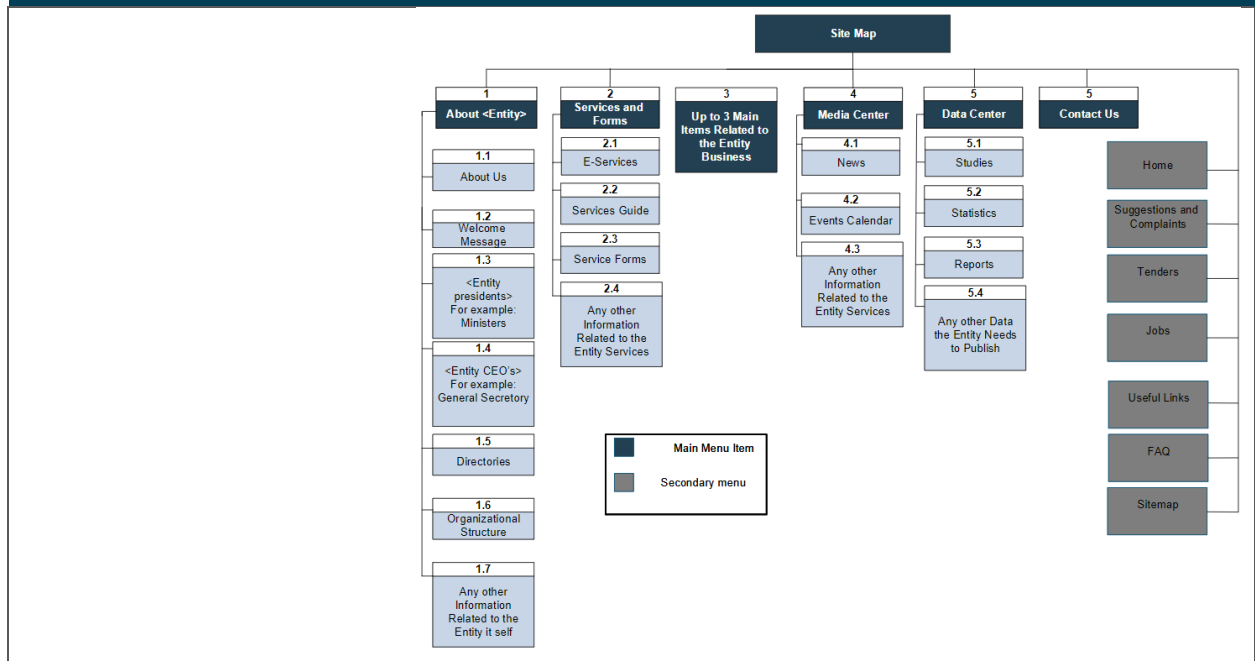 Site Map
1
About <Entity>
1.1
About Us
1.2
Welcome
Message
1.3
<Entity
presidents>
For example:
Ministers
1.4
<Entity CEO's>
For example:
General Secretory
1.5
Directories
1.6
Organizational
Structure
1.7
Any other
Information
Related to the
Entity it self
2
Services and
Forms
2.1
E-Services
2.2
Services Guide
2.3
Service Forms
2.4
Any other
Information
Related to the
Entity Services
3
Up to 3 Main
Items Related to
the Entity
Business
4
Media Center
4.1
News
4.2
Events Calendar
4.3
Any other
Information
Related to the
Entity Services
5
Data Center
5.1
Studies
5.2
Statistics
5.3
Reports
5.4
Any other Data
the Entity Needs
to Publish
5
Contact Us
Home
Suggestions and
Complaints
Tenders
Jobs
Useful Links
FAQ
Sitemap
Main Menu Item
Secondary menu